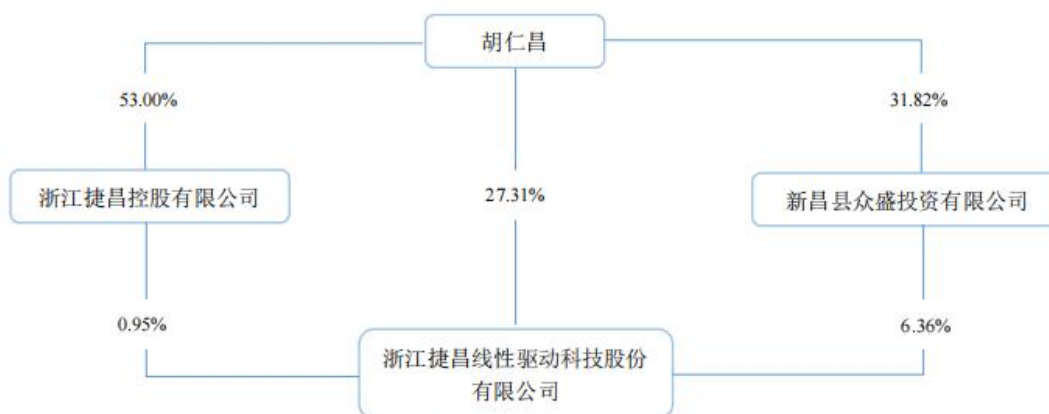 胡仁昌
53.00%
31.82%
浙江捷昌控股有限公司
27.31%
新昌县众盛投资有限公司
0.95%
6.36%
浙江捷昌线性驱动科技股份
有限公司